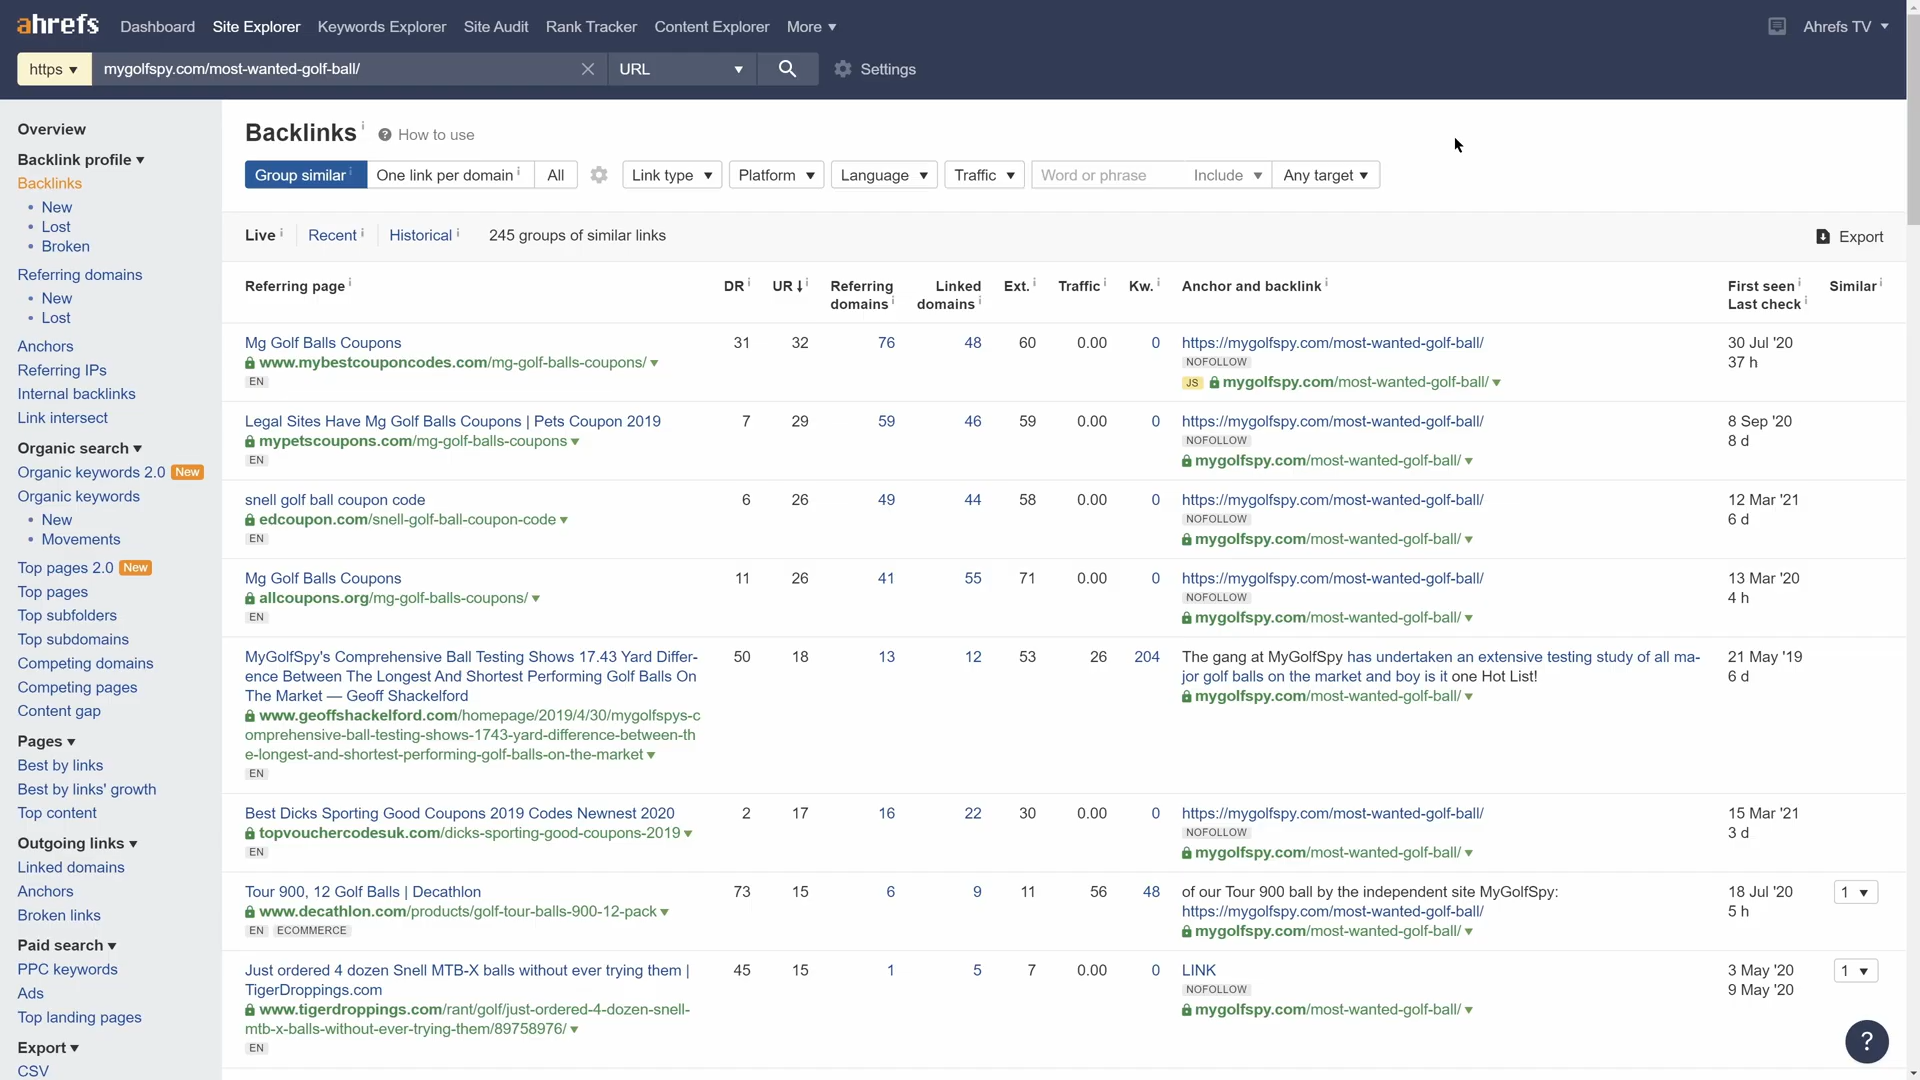 ahrefs Dashboard Site Explorer Keywords Explorer Site Audit Rank Tracker Content Explorer More ▼ Ahrefs TV ▼
https ▼ mygolfspy.com/most-wanted-golf-ball/ URL ▼ Settings
Overview
Backlink profile ▼
Backlinks
• New
• Lost
• Broken
Referring domains
• New
• Lost
Anchors
Referring IPs
Internal backlinks
Link intersect
Organic search ▼
Organic keywords 2.0 New
Organic keywords
• New
• Movements
Top pages 2.0 New
Top pages
Top subfolders
Top subdomains
Competing domains
Competing pages
Content gap
Pages ▼
Best by links
Best by links' growth
Top content
Outgoing links ▼
Linked domains
Anchors
Broken links
Paid search ▼
PPC keywords
Ads
Top landing pages
Export ▼
CSV
Backlinks i ? How to use
Group similar i One link per domain i All Link type ▼ Platform ▼ Language ▼ Traffic ▼ Word or phrase Include ▼ Any target ▼
Live i Recent i Historical i 245 groups of similar links Export
Referring page i DR i UR ↓ i Referring domains i Linked domains i Ext. i Traffic i Kw. i Anchor and backlink i First seen i Last check i Similar i
Mg Golf Balls Coupons 31 32 76 48 60 0.00 0 https://mygolfspy.com/most-wanted-golf-ball/ 30 Jul '20
www.mybestcouponcodes.com/mg-golf-balls-coupons/ ▼ NOFOLLOW 37 h
EN JS mygolfspy.com/most-wanted-golf-ball/ ▼
Legal Sites Have Mg Golf Balls Coupons | Pets Coupon 2019 7 29 59 46 59 0.00 0 https://mygolfspy.com/most-wanted-golf-ball/ 8 Sep '20
mypetscoupons.com/mg-golf-balls-coupons ▼ NOFOLLOW 8 d
EN mygolfspy.com/most-wanted-golf-ball/ ▼
snell golf ball coupon code 6 26 49 44 58 0.00 0 https://mygolfspy.com/most-wanted-golf-ball/ 12 Mar '21
edcoupon.com/snell-golf-ball-coupon-code ▼ NOFOLLOW 6 d
EN mygolfspy.com/most-wanted-golf-ball/ ▼
Mg Golf Balls Coupons 11 26 41 55 71 0.00 0 https://mygolfspy.com/most-wanted-golf-ball/ 13 Mar '20
allcoupons.org/mg-golf-balls-coupons/ ▼ NOFOLLOW 4 h
EN mygolfspy.com/most-wanted-golf-ball/ ▼
MyGolfSpy's Comprehensive Ball Testing Shows 17.43 Yard Differ- 50 18 13 12 53 26 204 The gang at MyGolfSpy has undertaken an extensive testing study of all ma- 21 May '19
ence Between The Longest And Shortest Performing Golf Balls On jor golf balls on the market and boy is it one Hot List! 6 d
The Market — Geoff Shackelford mygolfspy.com/most-wanted-golf-ball/ ▼
www.geoffshackelford.com/homepage/2019/4/30/mygolfspys-c
omprehensive-ball-testing-shows-1743-yard-difference-between-th
e-longest-and-shortest-performing-golf-balls-on-the-market ▼
EN
Best Dicks Sporting Good Coupons 2019 Codes Newnest 2020 2 17 16 22 30 0.00 0 https://mygolfspy.com/most-wanted-golf-ball/ 15 Mar '21
topvouchercodesuk.com/dicks-sporting-good-coupons-2019 ▼ NOFOLLOW 3 d
EN mygolfspy.com/most-wanted-golf-ball/ ▼
Tour 900, 12 Golf Balls | Decathlon 73 15 6 9 11 56 48 of our Tour 900 ball by the independent site MyGolfSpy: 18 Jul '20 1 ▼
www.decathlon.com/products/golf-tour-balls-900-12-pack ▼ https://mygolfspy.com/most-wanted-golf-ball/ 5 h
EN ECOMMERCE mygolfspy.com/most-wanted-golf-ball/ ▼
Just ordered 4 dozen Snell MTB-X balls without ever trying them | 45 15 1 5 7 0.00 0 LINK 3 May '20 1 ▼
TigerDroppings.com NOFOLLOW 9 May '20
www.tigerdroppings.com/rant/golf/just-ordered-4-dozen-snell- mygolfspy.com/most-wanted-golf-ball/ ▼
mtb-x-balls-without-ever-trying-them/89758976/ ▼
EN
?